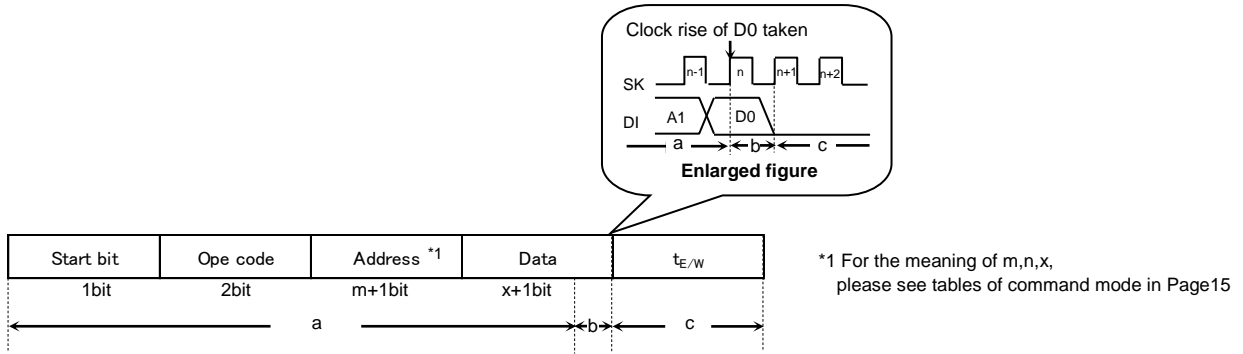 Clock rise of D0 taken
SK n-1 n n+1 n+2
DI A1 D0
a b c
Enlarged figure
Start bit Ope code Address *1 Data tE/W
1bit 2bit m+1bit x+1bit
a b c
*1 For the meaning of m,n,x,
please see tables of command mode in Page15